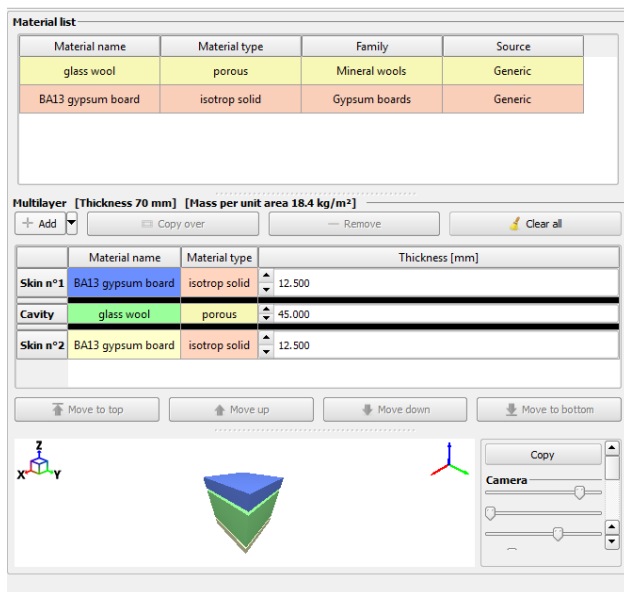 Material list
Material name Material type Family Source
glass wool porous Mineral wools Generic
BA13 gypsum board isotrop solid Gypsum boards Generic
Multilayer [Thickness 70 mm] [Mass per unit area 18.4 kg/m²]
Add Copy over Remove Clear all
Material name Material type Thickness [mm]
Skin n°1 BA13 gypsum board isotrop solid 12.500
Cavity glass wool porous 45.000
Skin n°2 BA13 gypsum board isotrop solid 12.500
Move to top Move up Move down Move to bottom
Z
X Y
Copy
Camera